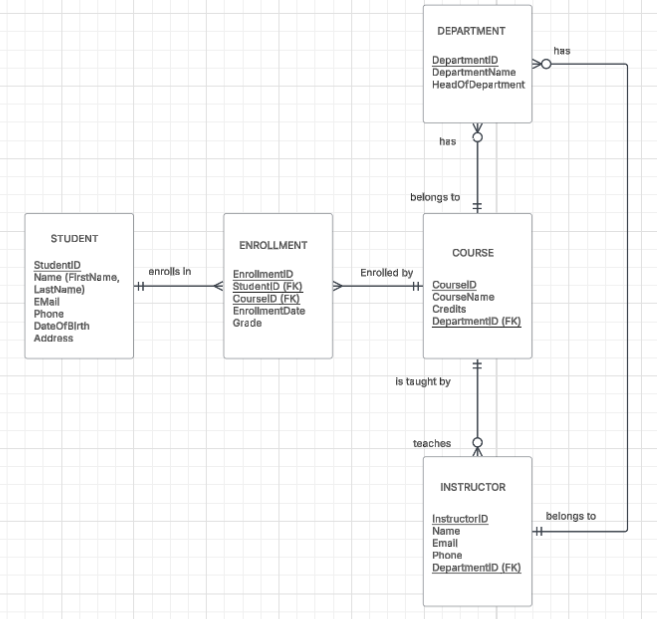 DEPARTMENT
DepartmentID
DepartmentName
HeadOfDepartment
has
has
belongs to
STUDENT
StudentID
Name (FirstName,
LastName)
EMail
Phone
DateOfBirth
Address
enrolls in
ENROLLMENT
EnrollmentID
StudentID (FK)
CourseID (FK)
EnrollmentDate
Grade
Enrolled by
COURSE
CourseID
CourseName
Credits
DepartmentID (FK)
is taught by
teaches
INSTRUCTOR
InstructorID
Name
Email
Phone
DepartmentID (FK)
belongs to